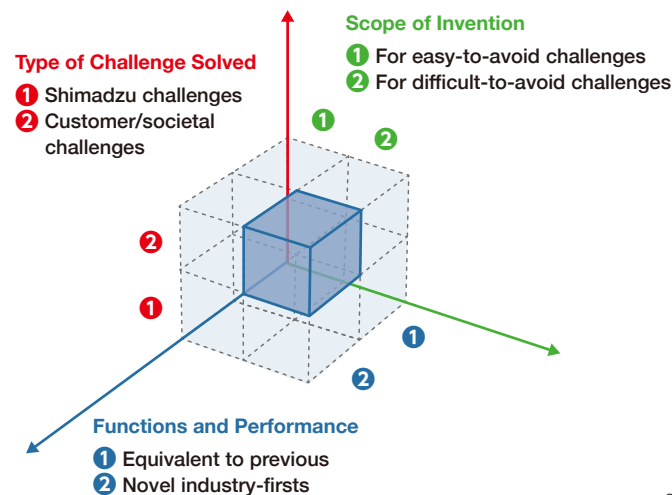 Scope of Invention
1 For easy-to-avoid challenges
2 For difficult-to-avoid challenges
Type of Challenge Solved
1 Shimadzu challenges
2 Customer/societal
challenges
1
2
2
1
1
2
Functions and Performance
1 Equivalent to previous
2 Novel industry-firsts